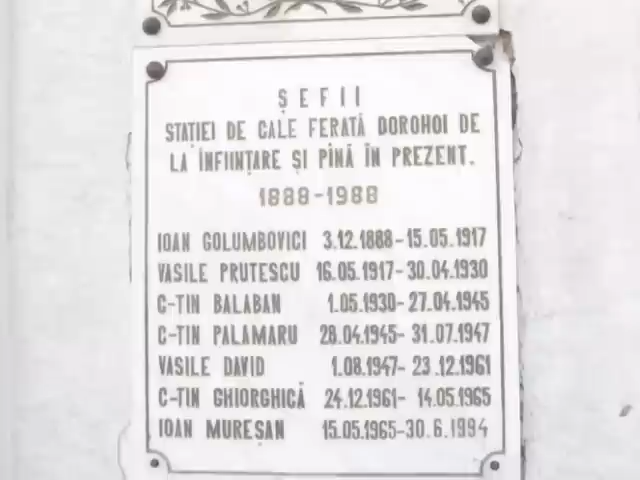 ȘEFII
STAȚIEI DE CALE FERATĂ DOROHOI DE
LA ÎNFIINȚARE ȘI PÎNĂ ÎN PREZENT.
1888-1988
IOAN GOLUMBOVICI 3.12.1888-15.05.1917
VASILE PRUTESCU 16.05.1917-30.04.1930
C-TIN BALABAN 1.05.1930-27.04.1945
C-TIN PALAMARU 28.04.1945-31.07.1947
VASILE DAVID 1.08.1947-23.12.1961
C-TIN GHIORGHICĂ 24.12.1961-14.05.1965
IOAN MUREȘAN 15.05.1965-30.6.1994